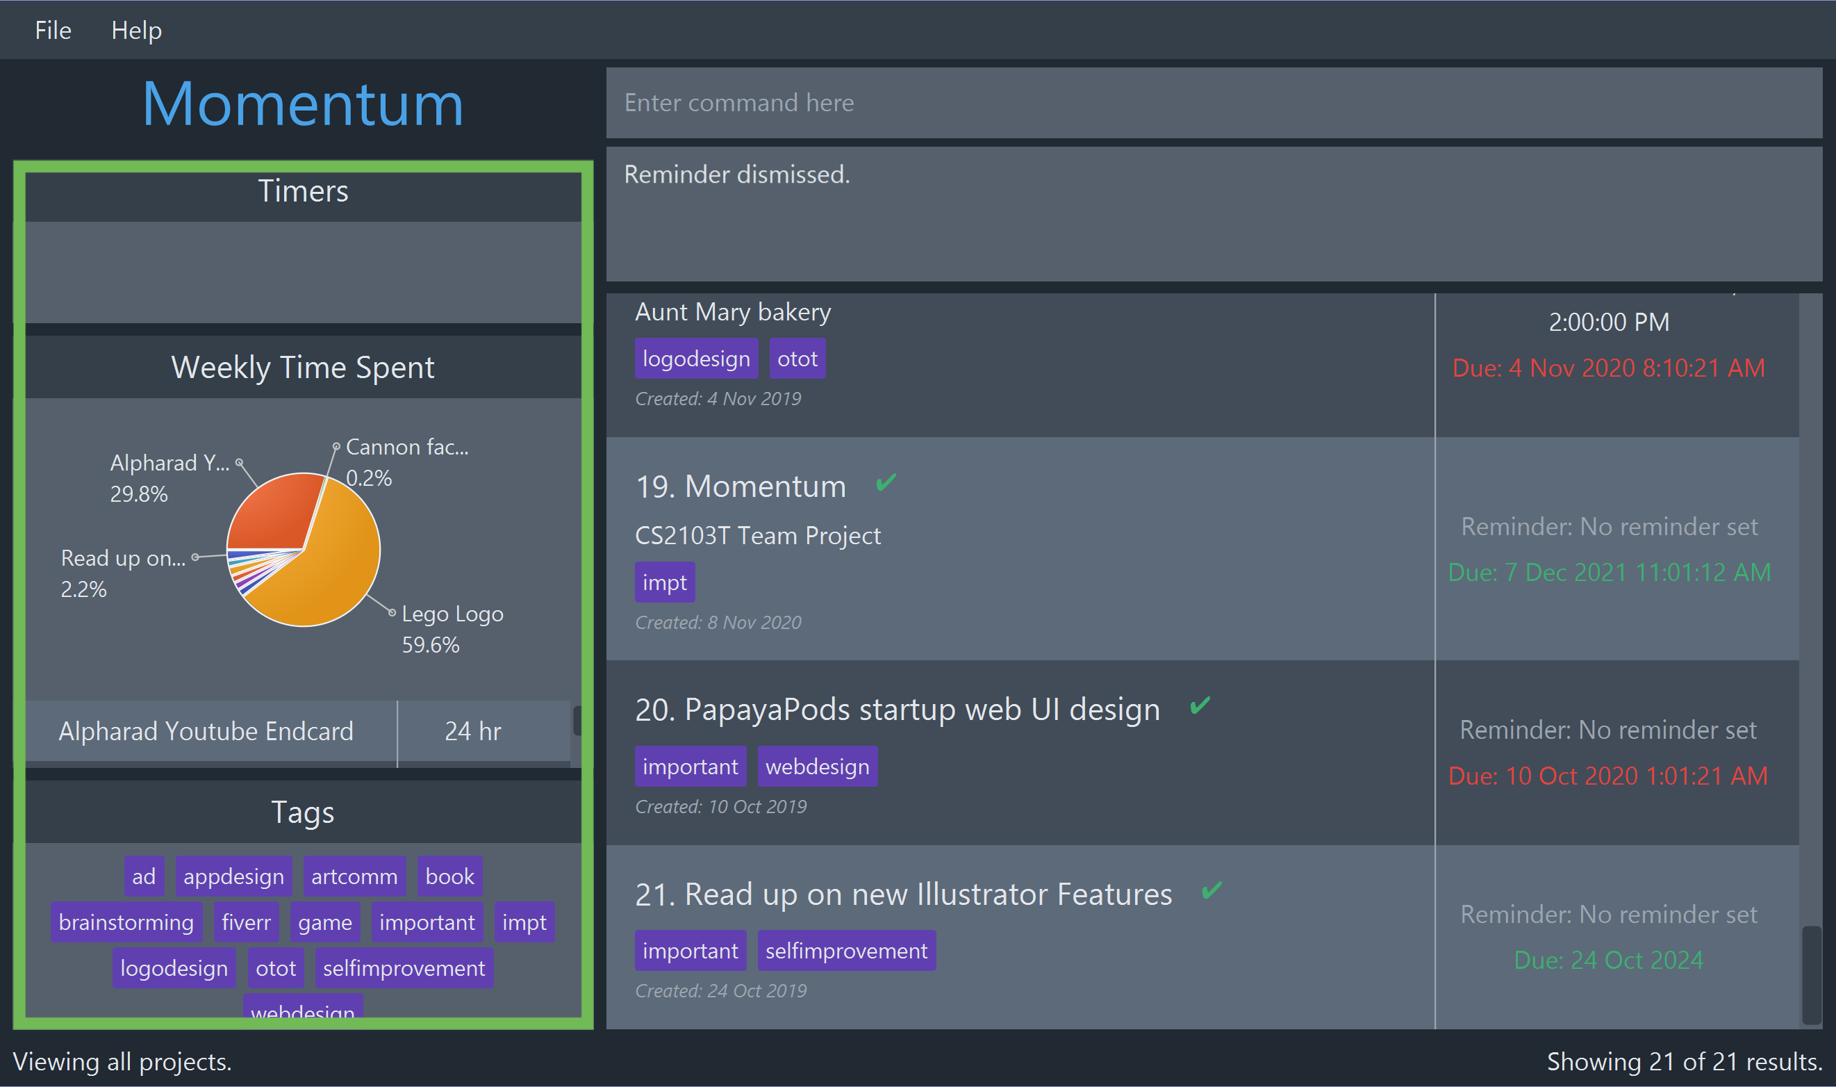 File Help
Momentum
Timers
Weekly Time Spent
Alpharad Y...
29.8%
Cannon fac...
0.2%
Read up on...
2.2%
Lego Logo
59.6%
Alpharad Youtube Endcard 24 hr
Tags
ad appdesign artcomm book
brainstorming fiverr game important impt
logodesign otot selfimprovement
webdesign
Enter command here
Reminder dismissed.
Aunt Mary bakery
logodesign otot
Created: 4 Nov 2019
2:00:00 PM
Due: 4 Nov 2020 8:10:21 AM
19. Momentum ✔
CS2103T Team Project
impt
Created: 8 Nov 2020
Reminder: No reminder set
Due: 7 Dec 2021 11:01:12 AM
20. PapayaPods startup web UI design ✔
important webdesign
Created: 10 Oct 2019
Reminder: No reminder set
Due: 10 Oct 2020 1:01:21 AM
21. Read up on new Illustrator Features ✔
important selfimprovement
Created: 24 Oct 2019
Reminder: No reminder set
Due: 24 Oct 2024
Viewing all projects.
Showing 21 of 21 results.